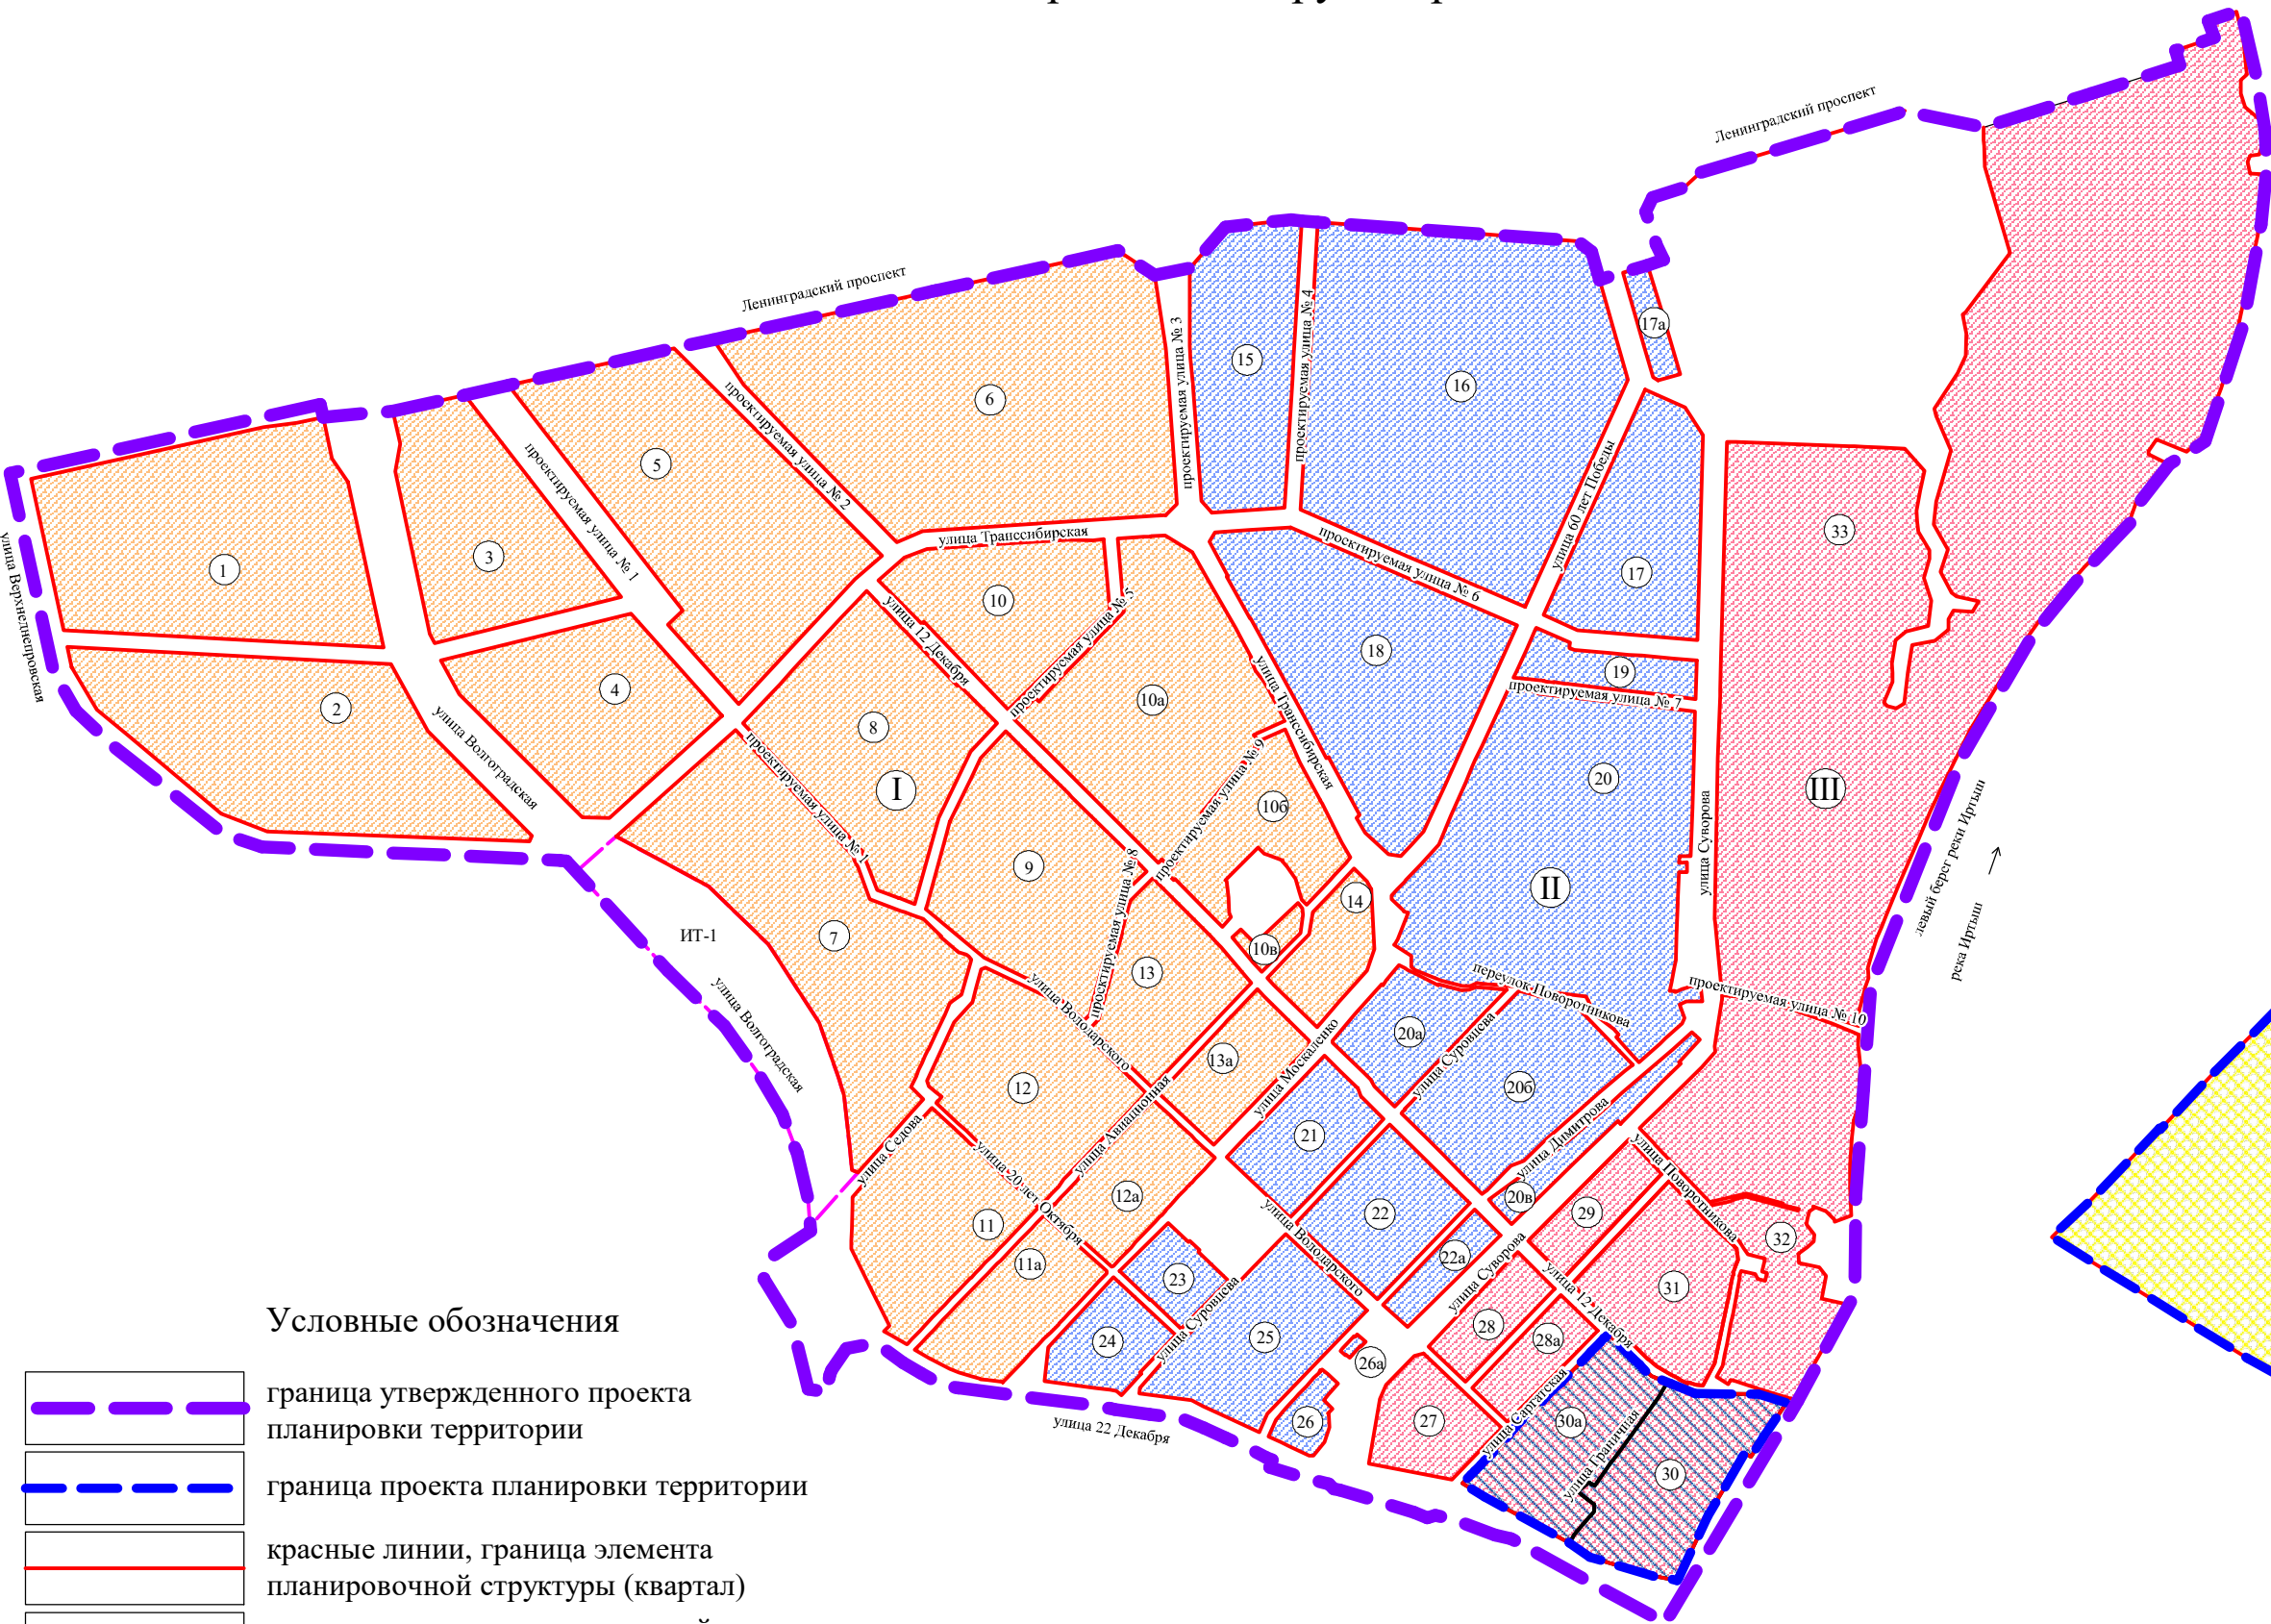 Ленинградский проспект
Ленинградский проспект
улица Верхнеднепровская
проектируемая улица № 3
проектируемая улица № 4
проектируемая улица № 2
проектируемая улица № 1
улица Транссибирская
проектируемая улица № 6
улица 60 лет Победы
17а
15
16
6
5
3
1
33
17
10
18
19
4
2
8
10а
улица 12 Декабря
проектируемая улица № 5
улица Транссибирская
проектируемая улица № 7
улица Волгоградская
проектируемая улица № 1
I
20
III
II
10б
9
14
проектируемая улица № 9
проектируемая улица № 8
улица Суворова
левый берег реки Иртыш
река Иртыш
7
ИТ-1
10в
13
улица Волгоградская
улица Володарского
переулок Поворотникова
проектируемая улица № 10
20а
13а
12
20б
улица Суровцева
улица Москаленко
улица Авиационная
улица Седова
улица 20 лет Октября
улица Димитрова
21
улица Поворотникова
12а
11
11а
20в
22
22а
29
32
улица Володарского
улица Суворова
23
31
улица 12 Декабря
24
улица Суровцева
25
28
28а
26а
26
27
30а
30
улица Саргатская
улица Граничная
улица 22 Декабря
Условные обозначения
граница утвержденного проекта
планировки территории
граница проекта планировки территории
красные линии, граница элемента
планировочной структуры (квартал)